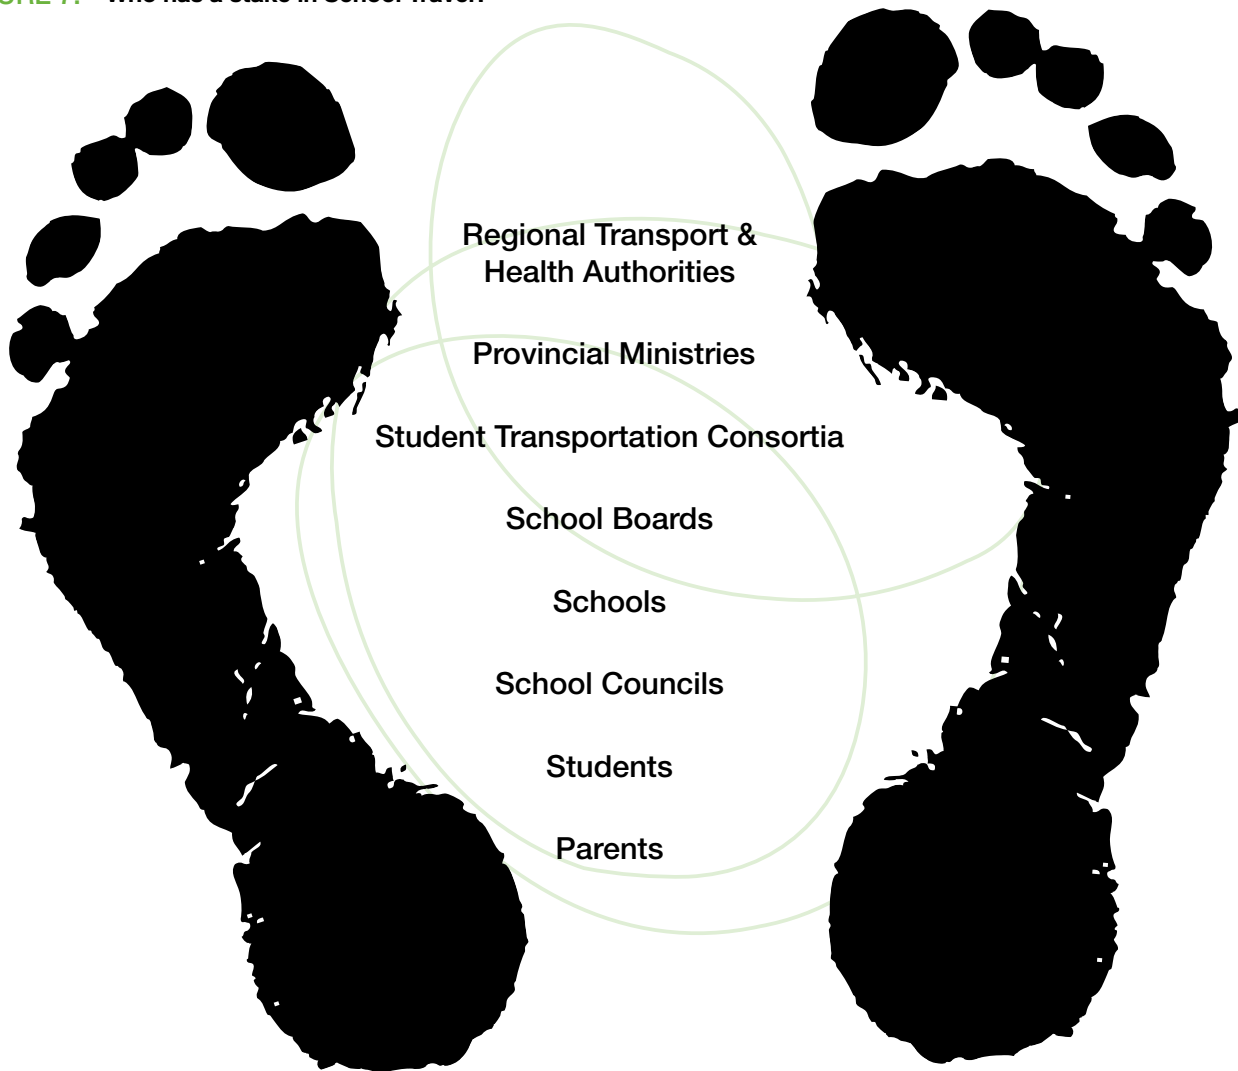 Regional Transport &
Health Authorities
Provincial Ministries
Student Transportation Consortia
School Boards
Schools
School Councils
Students
Parents